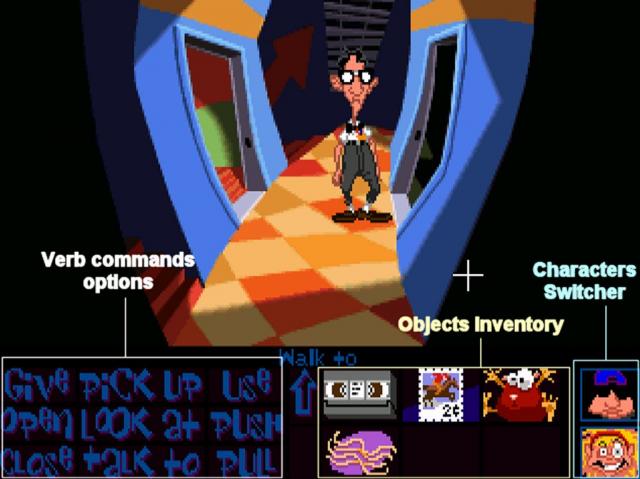 Verb commands
options
Characters
Switcher
Objects Inventory
Walk to
Give Pick up Use
Open Look at Push
Close Talk to Pull
2¢